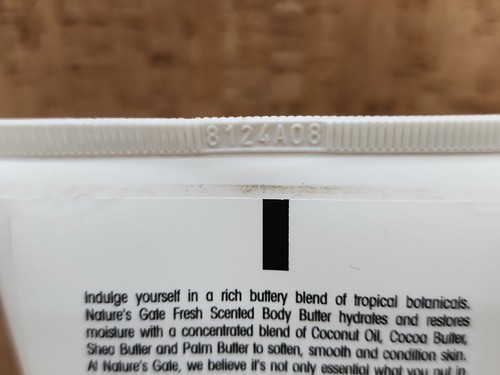 8124A08
Indulge yourself in a rich buttery blend of tropical botanicals.
Nature's Gate Fresh Scented Body Butter hydrates and restores
moisture with a concentrated blend of Coconut Oil, Cocoa Butter,
Shea Butter and Palm Butter to soften, smooth and condition skin.
At Nature's Gate, we believe it's not only essential what you put in